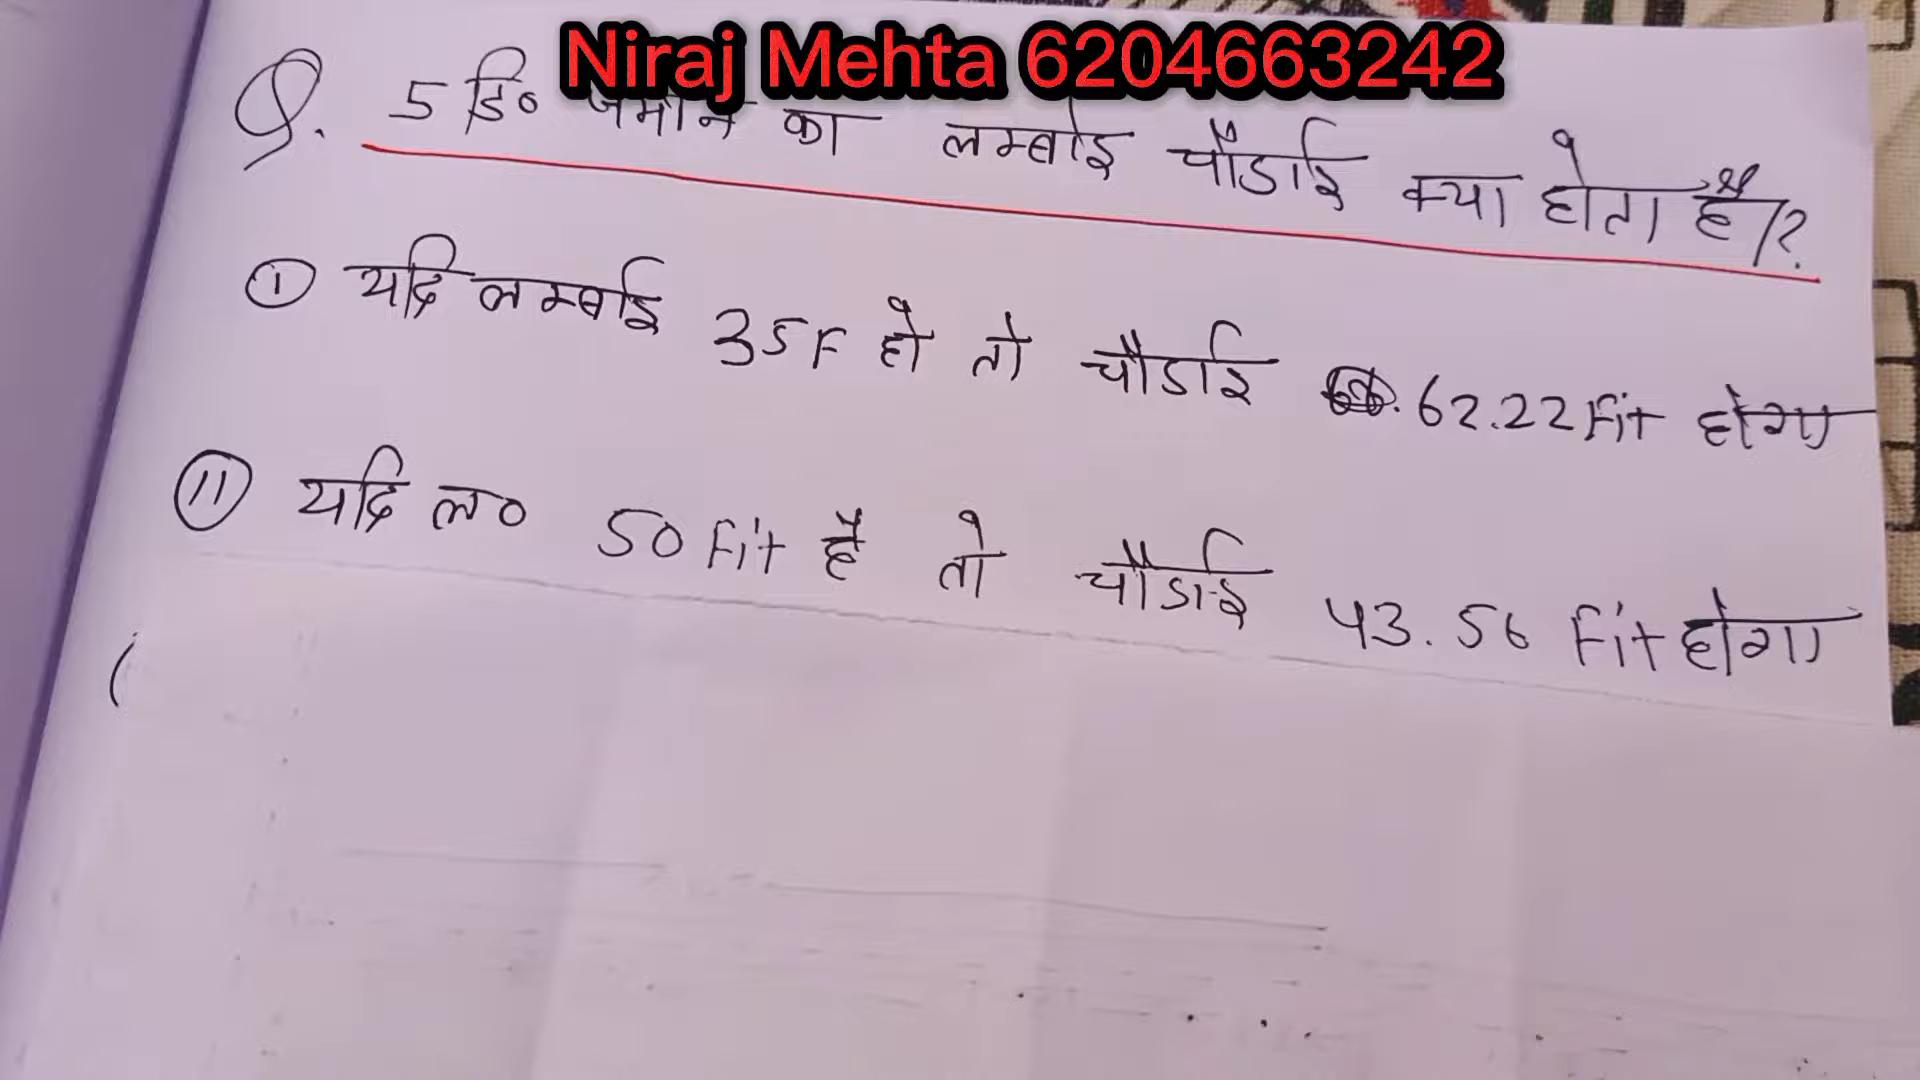 Niraj Mehta 6204663242
Q. 5 डि० जमीन का लम्बाई चौडाई क्या होता है?
① यदि लम्बाई 35F हो तो चौडाई 62.22 Fit होगा
⑪ यदि ल० 50 Fit है तो चौडाई 43.56 Fit होगा
(